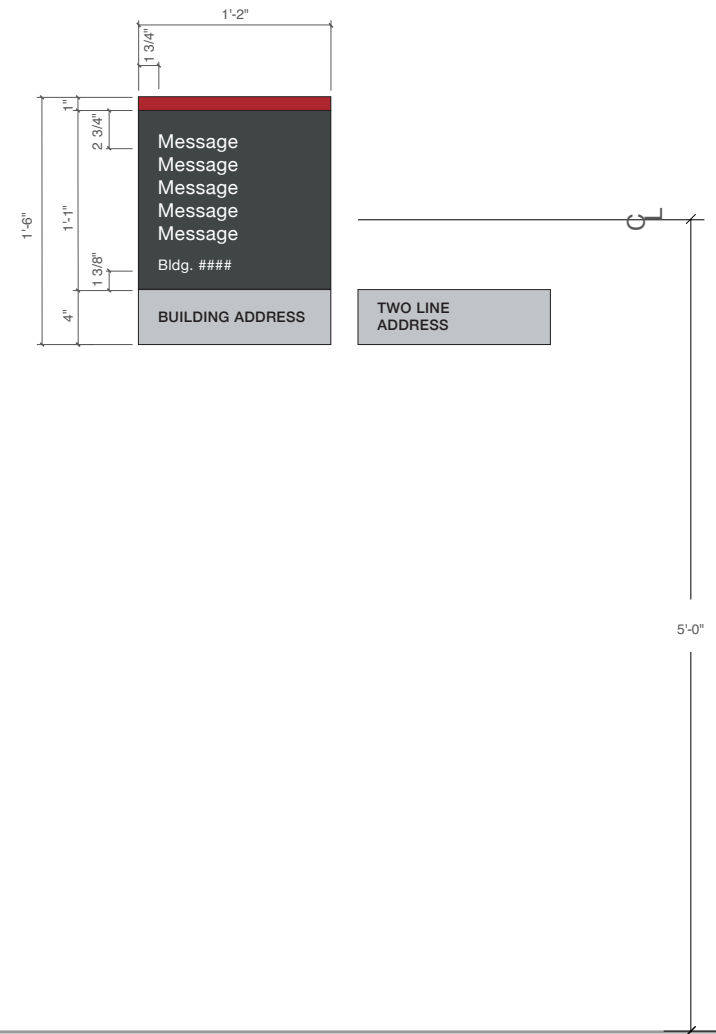 1'-2"
1 3/4"
1"
2 3/4"
1'-6"
1'-1"
1 3/8"
4"
Message
Message
Message
Message
Message
Bldg. ####
BUILDING ADDRESS
TWO LINE
ADDRESS
CL
5'-0"